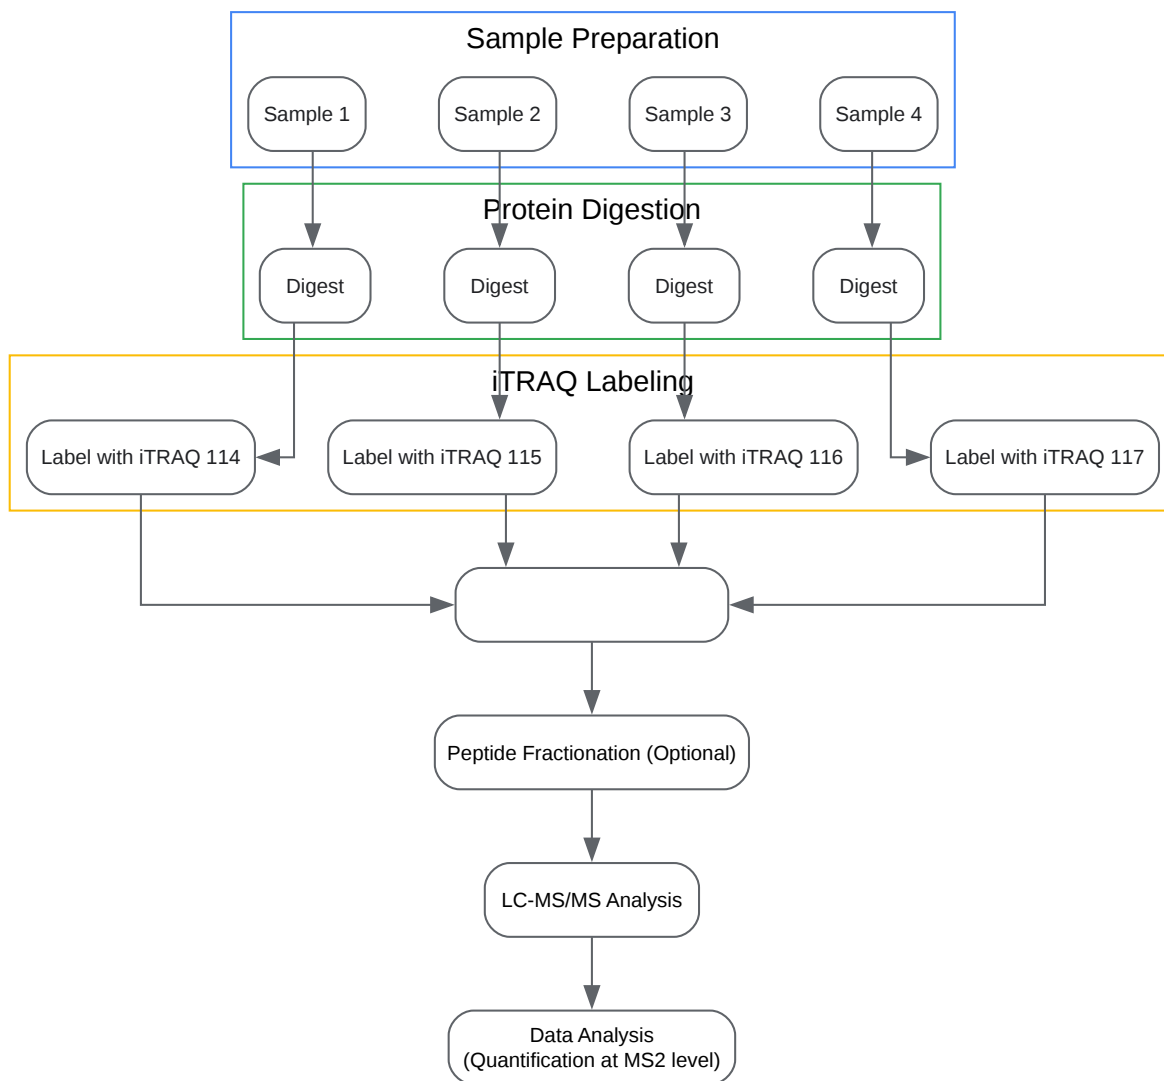 Sample Preparation
Sample 1
Sample 2
Sample 3
Sample 4
Protein Digestion
Digest
Digest
Digest
Digest
iTRAQ Labeling
Label with iTRAQ 114
Label with iTRAQ 115
Label with iTRAQ 116
Label with iTRAQ 117
Peptide Fractionation (Optional)
LC-MS/MS Analysis
Data Analysis
(Quantification at MS2 level)